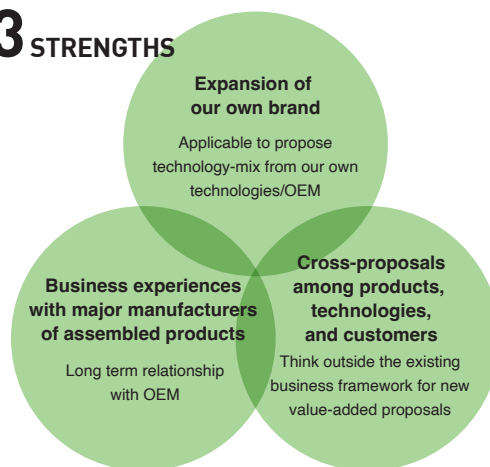 3 STRENGTHS
Expansion of
our own brand
Applicable to propose
technology-mix from our own
technologies/OEM
Business experiences
with major manufacturers
of assembled products
Long term relationship
with OEM
Cross-proposals
among products,
technologies,
and customers
Think outside the existing
business framework for new
value-added proposals